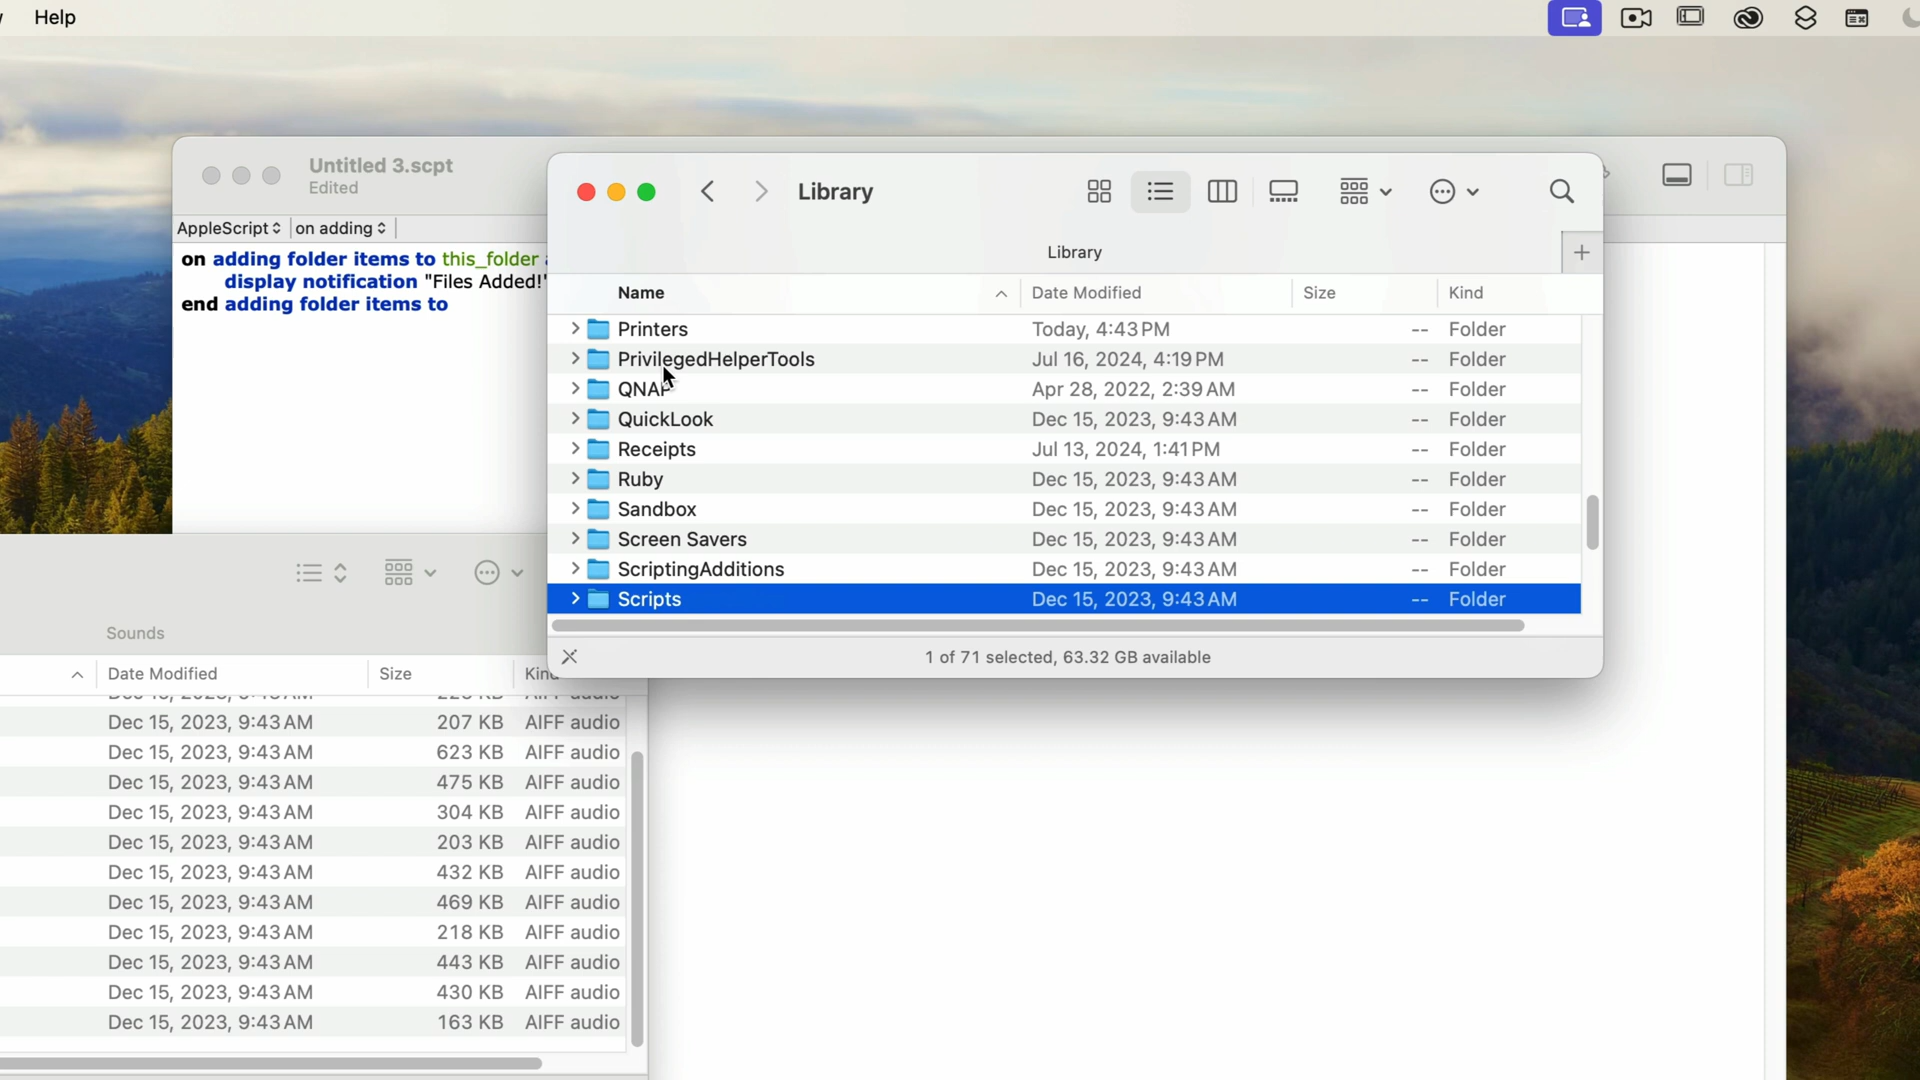 Help
Untitled 3.scpt
Edited
AppleScript
on adding
on adding folder items to this_folder
display notification "Files Added!"
end adding folder items to
Library
Library
Name Date Modified Size Kind
Printers Today, 4:43 PM -- Folder
PrivilegedHelperTools Jul 16, 2024, 4:19 PM -- Folder
QNAP Apr 28, 2022, 2:39 AM -- Folder
QuickLook Dec 15, 2023, 9:43 AM -- Folder
Receipts Jul 13, 2024, 1:41 PM -- Folder
Ruby Dec 15, 2023, 9:43 AM -- Folder
Sandbox Dec 15, 2023, 9:43 AM -- Folder
Screen Savers Dec 15, 2023, 9:43 AM -- Folder
ScriptingAdditions Dec 15, 2023, 9:43 AM -- Folder
Scripts Dec 15, 2023, 9:43 AM -- Folder
1 of 71 selected, 63.32 GB available
Sounds
Date Modified Size Kind
Dec 15, 2023, 9:43 AM 207 KB AIFF audio
Dec 15, 2023, 9:43 AM 623 KB AIFF audio
Dec 15, 2023, 9:43 AM 475 KB AIFF audio
Dec 15, 2023, 9:43 AM 304 KB AIFF audio
Dec 15, 2023, 9:43 AM 203 KB AIFF audio
Dec 15, 2023, 9:43 AM 432 KB AIFF audio
Dec 15, 2023, 9:43 AM 469 KB AIFF audio
Dec 15, 2023, 9:43 AM 218 KB AIFF audio
Dec 15, 2023, 9:43 AM 443 KB AIFF audio
Dec 15, 2023, 9:43 AM 430 KB AIFF audio
Dec 15, 2023, 9:43 AM 163 KB AIFF audio